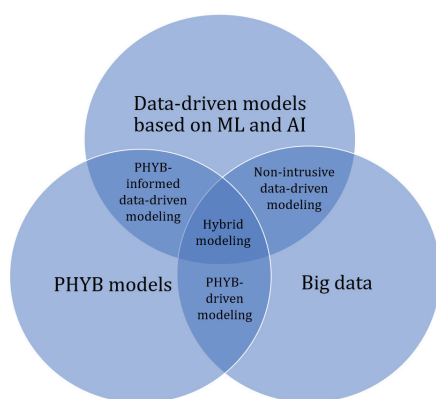 Data-driven models
based on ML and AI
PHYB-
informed
data-driven
modeling
Non-intrusive
data-driven
modeling
Hybrid
modeling
PHYB models
PHYB-
driven
modeling
Big data